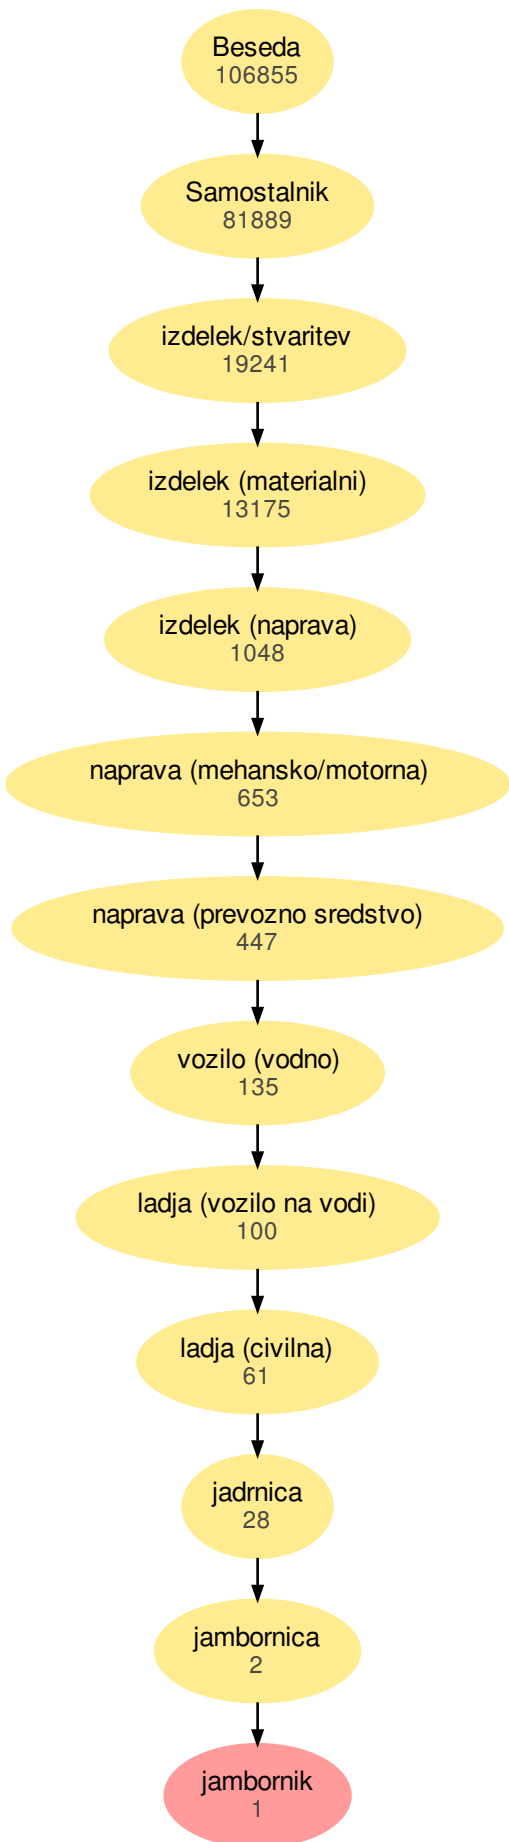 Beseda
106855
Samostalnik
81889
izdelek/stvaritev
19241
izdelek (materialni)
13175
izdelek (naprava)
1048
naprava (mehansko/motorna)
653
naprava (prevozno sredstvo)
447
vozilo (vodno)
135
ladja (vozilo na vodi)
100
ladja (civilna)
61
jadrnica
28
jambornica
2
jambornik
1